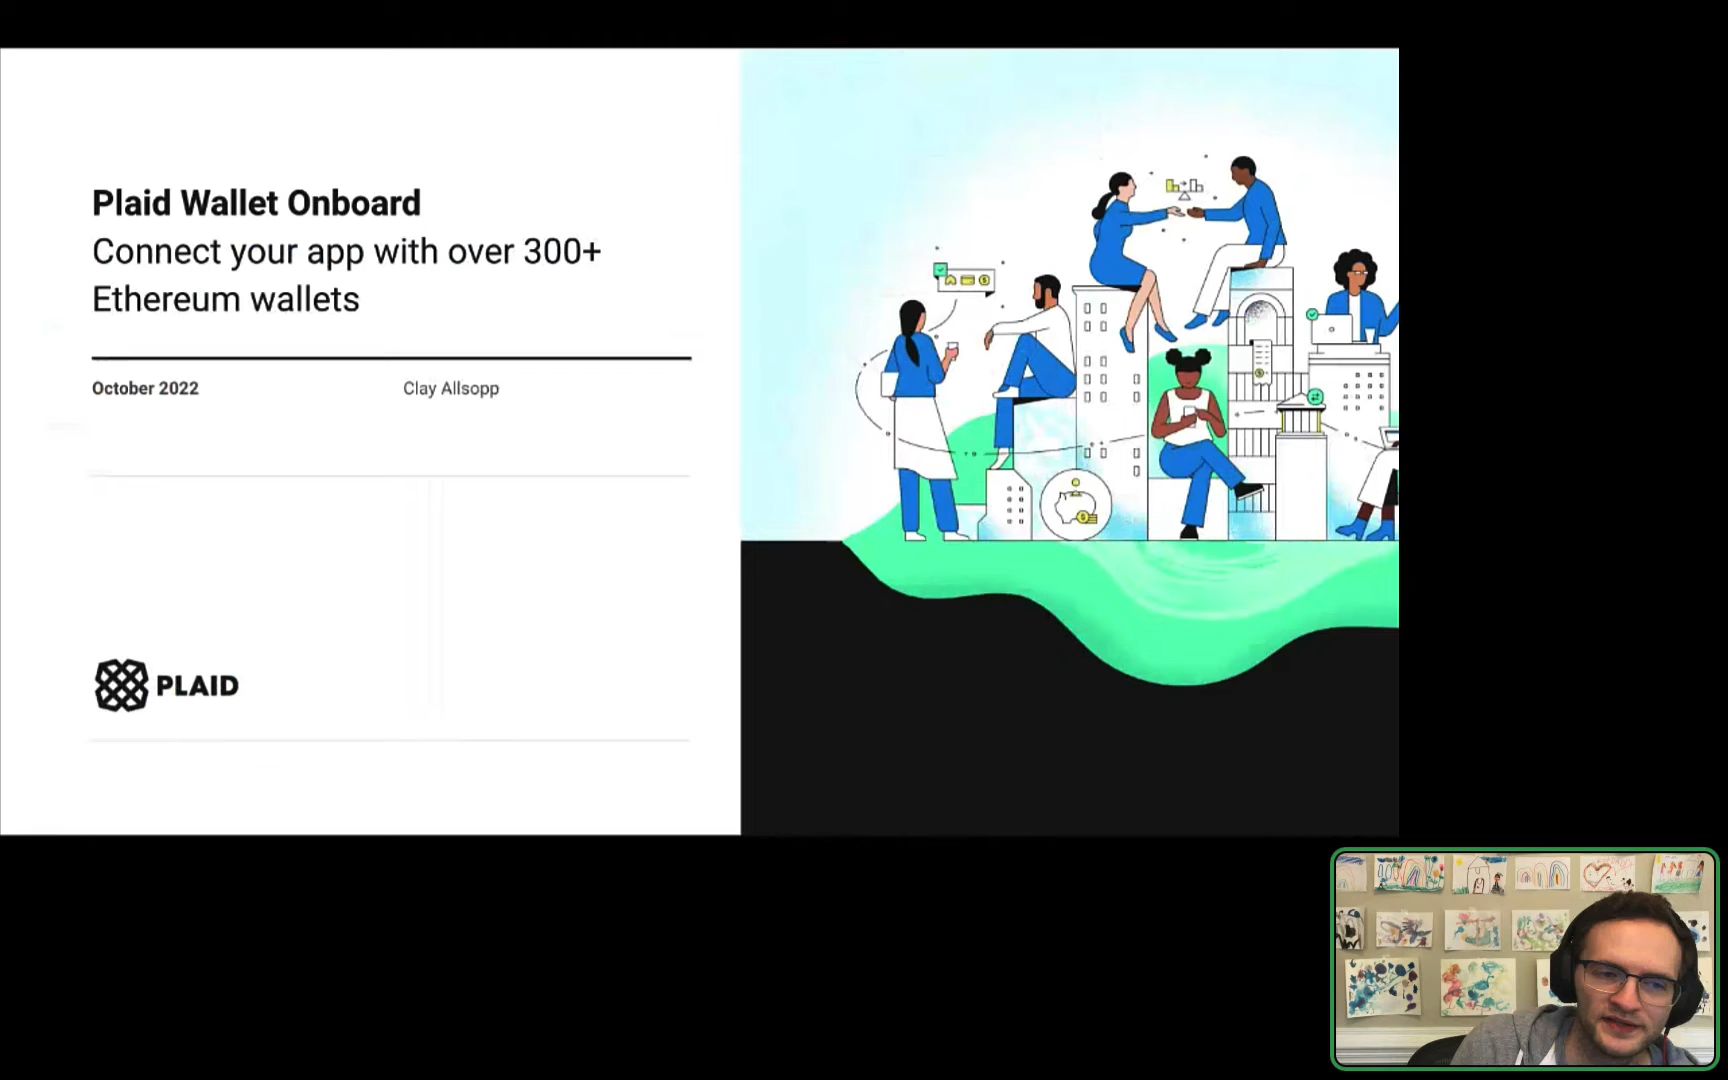 Plaid Wallet Onboard
Connect your app with over 300+
Ethereum wallets
October 2022
Clay Allsopp
PLAID